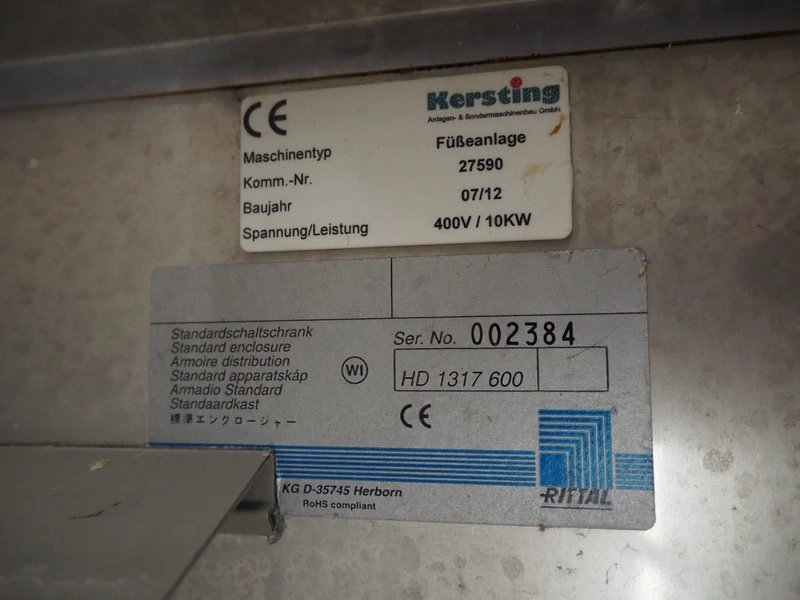 CE
Kersting
Anlagen- & Sondermaschinenbau GmbH
Maschinentyp Füßeanlage
Komm.-Nr. 27590
Baujahr 07/12
Spannung/Leistung 400V / 10KW
Standardschaltschrank
Standard enclosure
Armoire distribution
Standard apparatskåp
Armadio Standard
Standaardkast
標準エンクロージャー
WI
Ser. No. 002384
HD 1317 600
CE
RITTAL
KG D-35745 Herborn
RoHS compliant